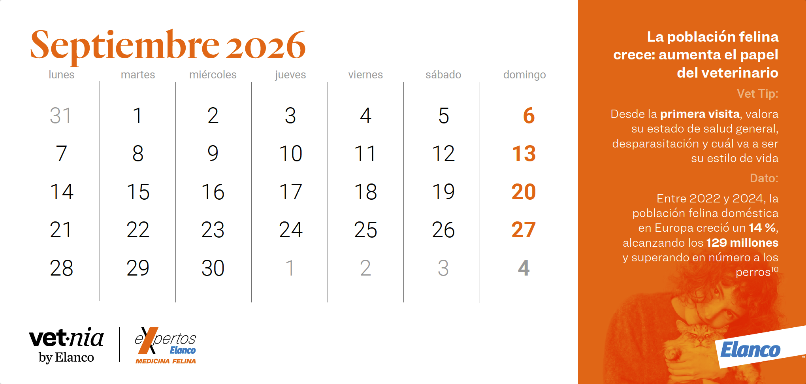 Septiembre 2026
lunes martes miércoles jueves viernes sábado domingo
31 1 2 3 4 5 6
7 8 9 10 11 12 13
14 15 16 17 18 19 20
21 22 23 24 25 26 27
28 29 30 1 2 3 4
vet·nia
by Elanco
eXpertos
Elanco
MEDICINA FELINA
La población felina
crece: aumenta el papel
del veterinario
Vet Tip:
Desde la primera visita, valora
su estado de salud general,
desparasitación y cuál va a ser
su estilo de vida
Dato:
Entre 2022 y 2024, la
población felina doméstica
en Europa creció un 14 %,
alcanzando los 129 millones
y superando en número a los
perros¹⁰
Elanco